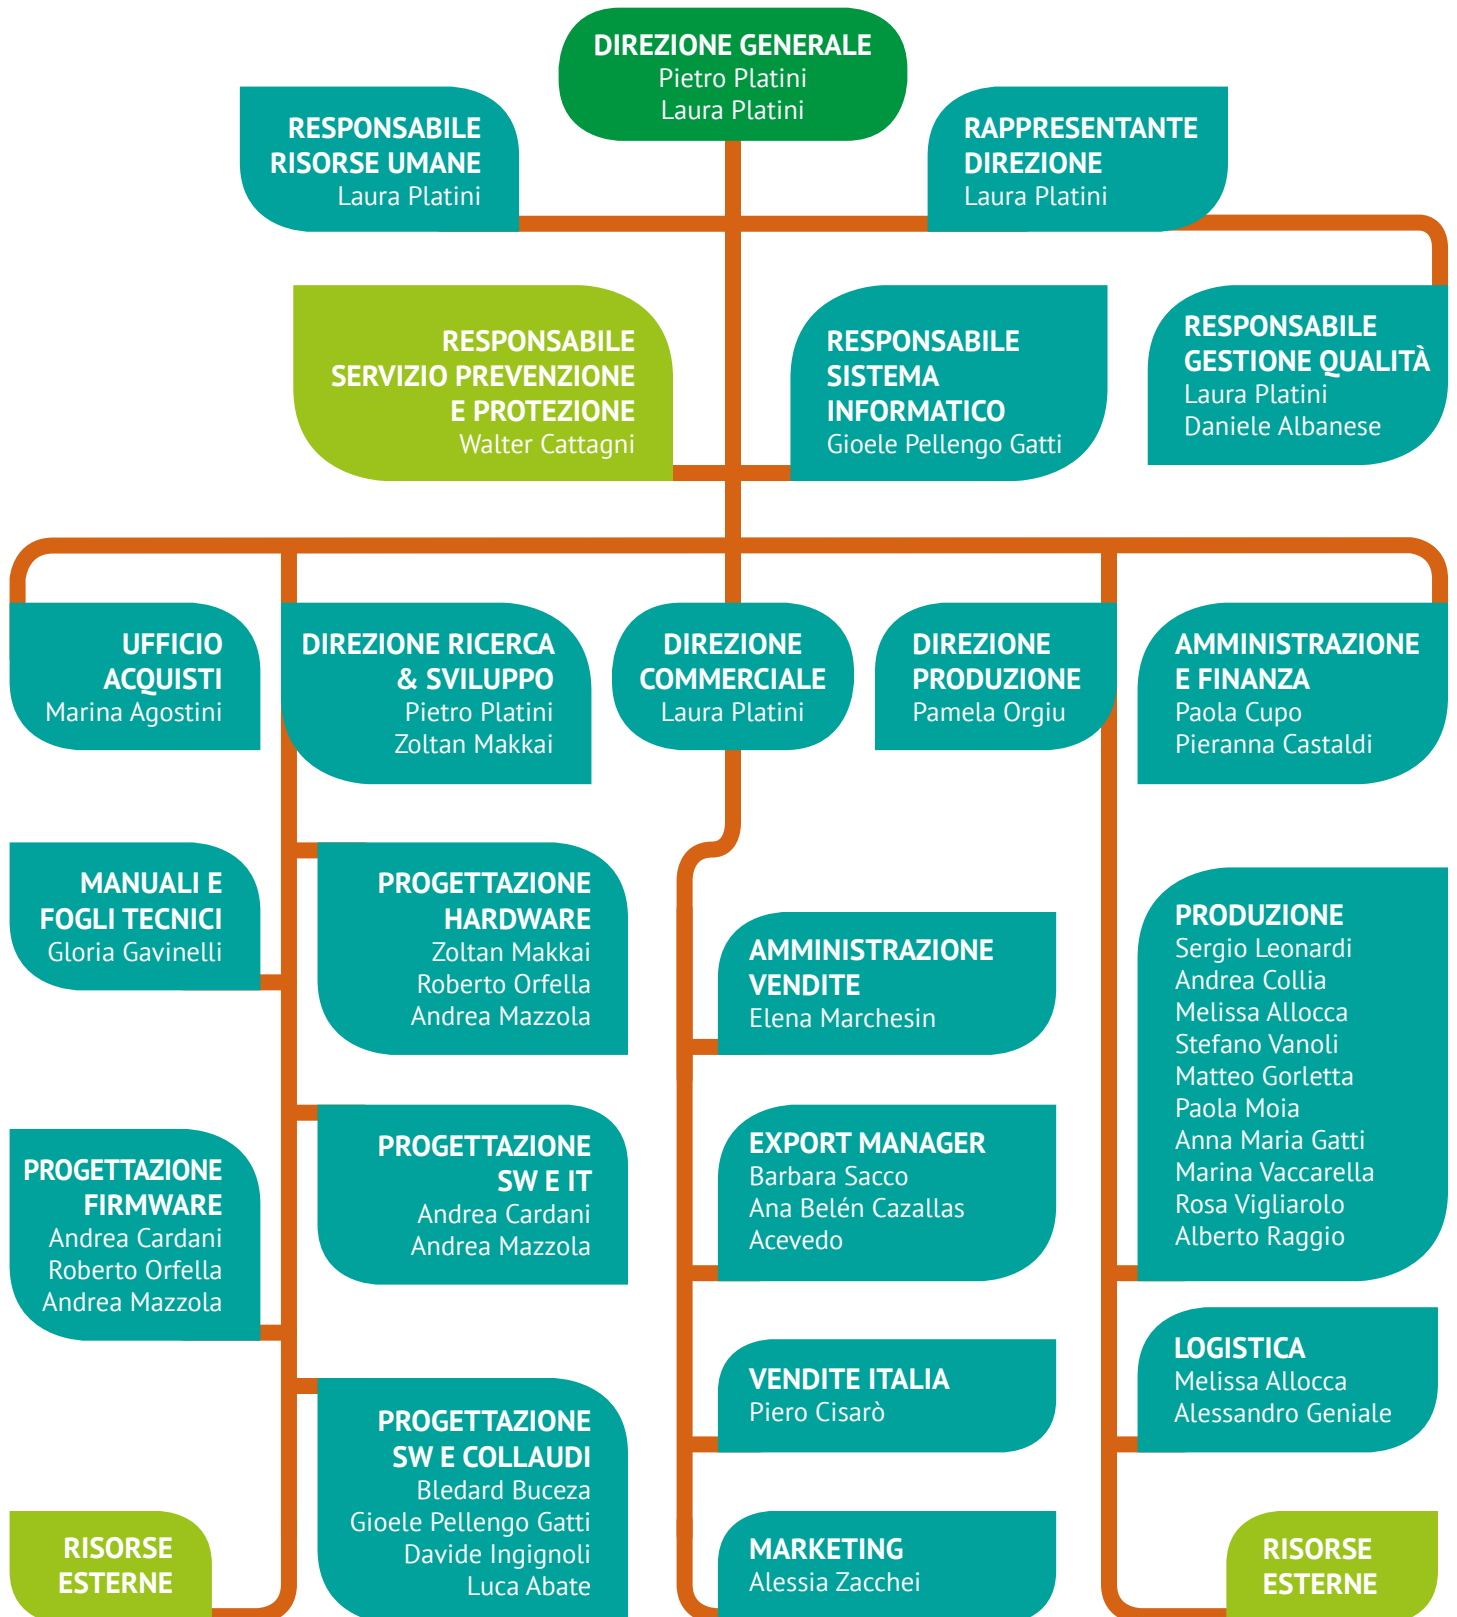 DIREZIONE GENERALE
Pietro Platini
Laura Platini
RESPONSABILE
RISORSE UMANE
Laura Platini
RAPPRESENTANTE
DIREZIONE
Laura Platini
RESPONSABILE
SERVIZIO PREVENZIONE
E PROTEZIONE
Walter Cattagni
RESPONSABILE
SISTEMA
INFORMATICO
Gioele Pellengo Gatti
RESPONSABILE
GESTIONE QUALITÀ
Laura Platini
Daniele Albanese
UFFICIO
ACQUISTI
Marina Agostini
DIREZIONE RICERCA
& SVILUPPO
Pietro Platini
Zoltan Makkai
DIREZIONE
COMMERCIALE
Laura Platini
DIREZIONE
PRODUZIONE
Pamela Orgiu
AMMINISTRAZIONE
E FINANZA
Paola Cupo
Pieranna Castaldi
MANUALI E
FOGLI TECNICI
Gloria Gavinelli
PROGETTAZIONE
HARDWARE
Zoltan Makkai
Roberto Orfella
Andrea Mazzola
AMMINISTRAZIONE
VENDITE
Elena Marchesin
PRODUZIONE
Sergio Leonardi
Andrea Collia
Melissa Allocca
Stefano Vanoli
Matteo Gorletta
Paola Moia
Anna Maria Gatti
Marina Vaccarella
Rosa Vigliarolo
Alberto Raggio
PROGETTAZIONE
FIRMWARE
Andrea Cardani
Roberto Orfella
Andrea Mazzola
PROGETTAZIONE
SW E IT
Andrea Cardani
Andrea Mazzola
EXPORT MANAGER
Barbara Sacco
Ana Belén Cazallas
Acevedo
VENDITE ITALIA
Piero Cisarò
LOGISTICA
Melissa Allocca
Alessandro Geniale
PROGETTAZIONE
SW E COLLAUDI
Bledard Buceza
Gioele Pellengo Gatti
Davide Ingignoli
Luca Abate
RISORSE
ESTERNE
MARKETING
Alessia Zacchei
RISORSE
ESTERNE